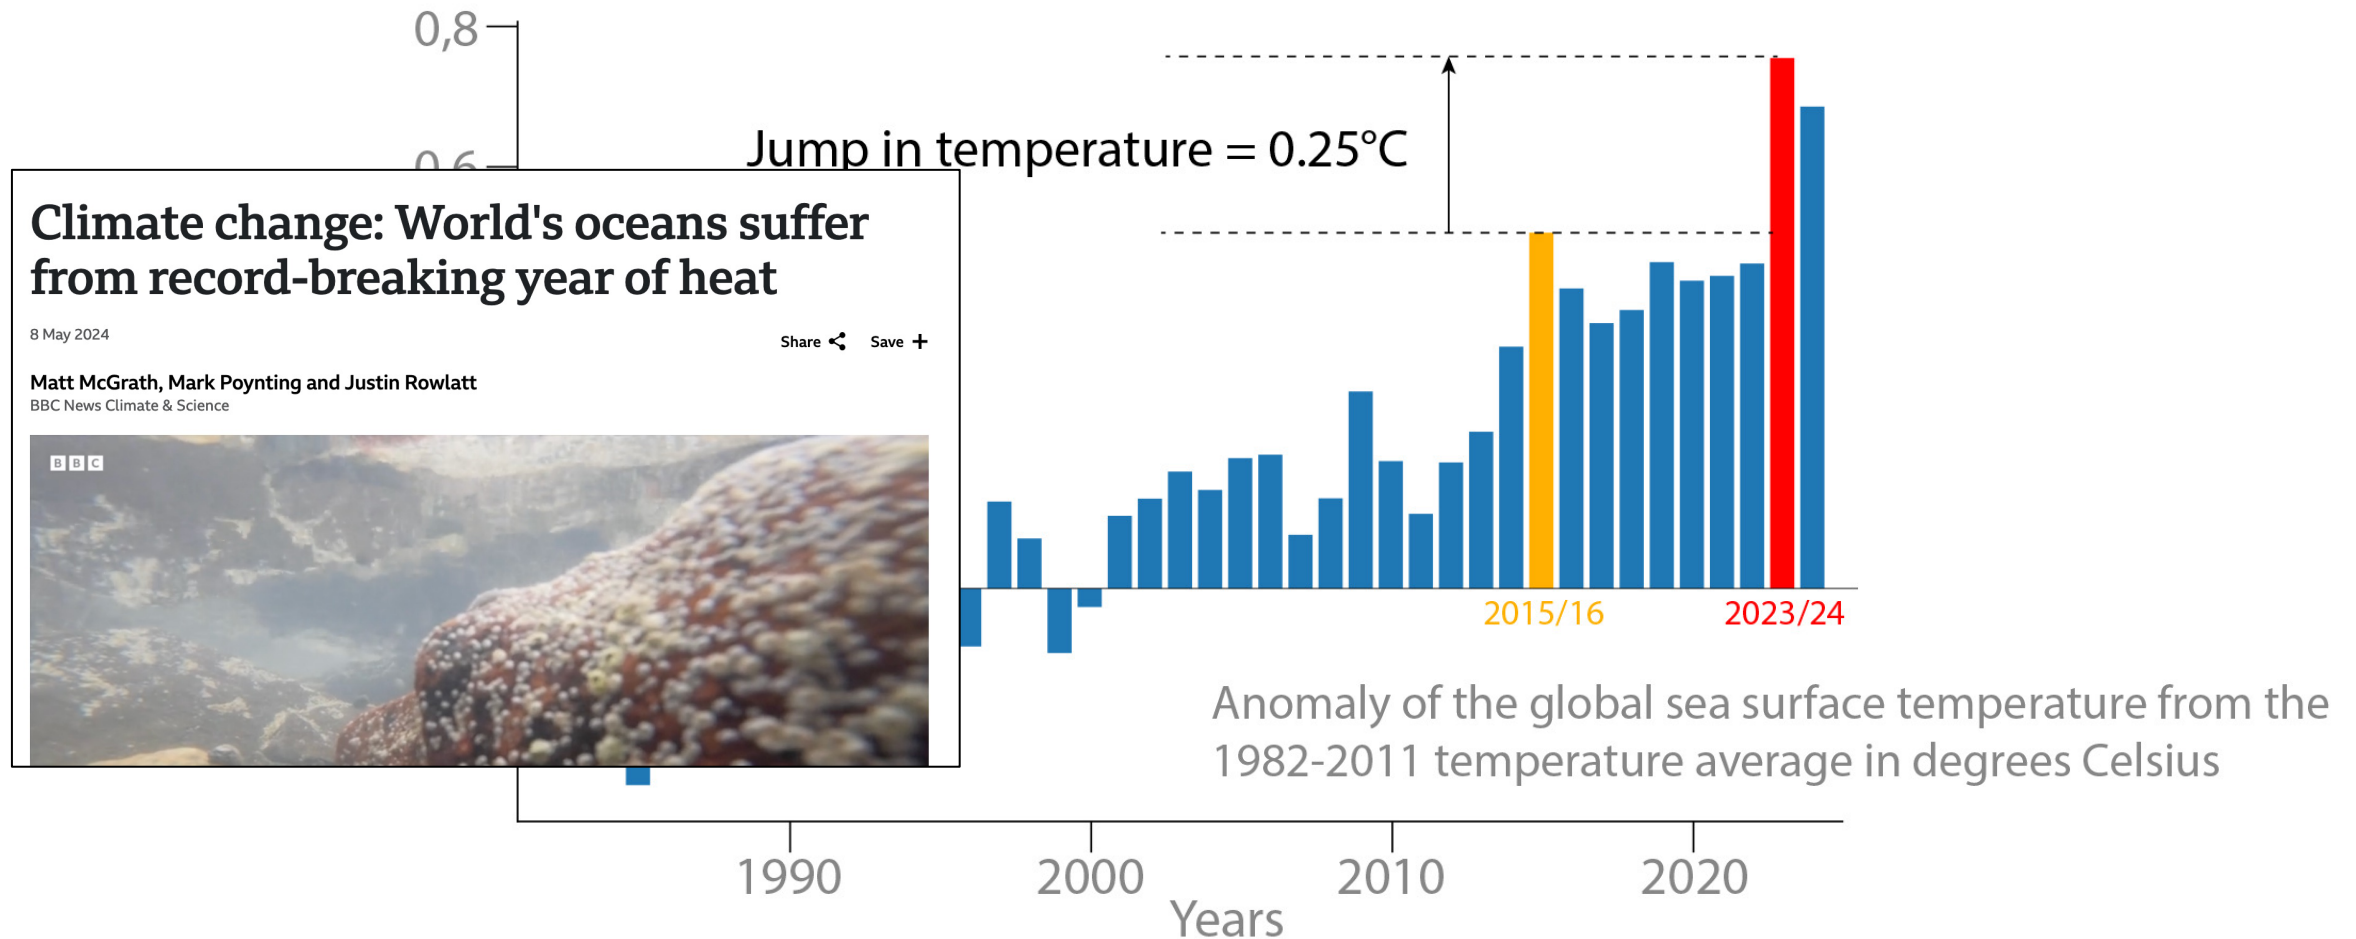 0,8
Jump in temperature = 0.25°C
0,6
Climate change: World's oceans suffer
from record-breaking year of heat
8 May 2024
Share
Save
Matt McGrath, Mark Poynting and Justin Rowlatt
BBC News Climate & Science
BBC
2015/16
2023/24
Anomaly of the global sea surface temperature from the
1982-2011 temperature average in degrees Celsius
1990
2000
2010
2020
Years